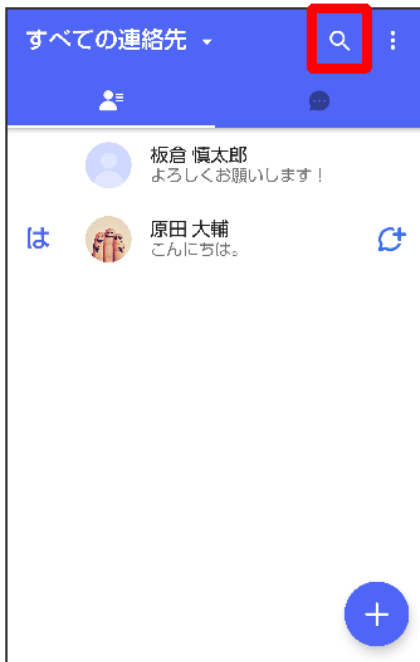 すべての連絡先
板倉 慎太郎
よろしくお願いします！
は
原田 大輔
こんにちは。